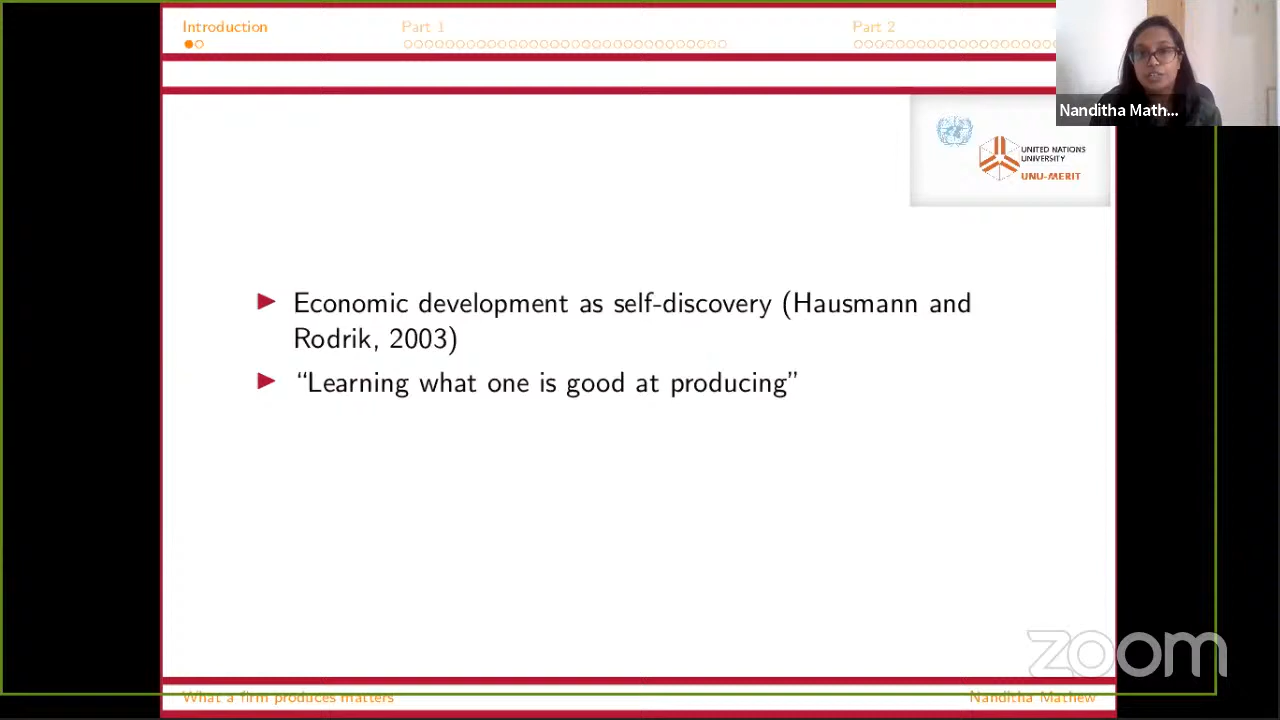 Introduction
Part 1
Part 2
Nanditha Math...
UNITED NATIONS
UNIVERSITY
UNU-MERIT
Economic development as self-discovery (Hausmann and
Rodrik, 2003)
“Learning what one is good at producing”
zoom
What a firm produces matters
Nanditha Mathew